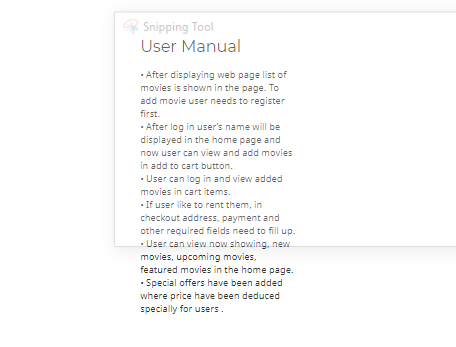 Snipping Tool
User Manual
• After displaying web page list of
movies is shown in the page. To
add movie user needs to register
first.
• After log in user's name will be
displayed in the home page and
now user can view and add movies
in add to cart button.
• User can log in and view added
movies in cart items.
• If user like to rent them, in
checkout address, payment and
other required fields need to fill up.
• User can view now showing, new
movies, upcoming movies,
featured movies in the home page.
• Special offers have been added
where price have been deduced
specially for users .